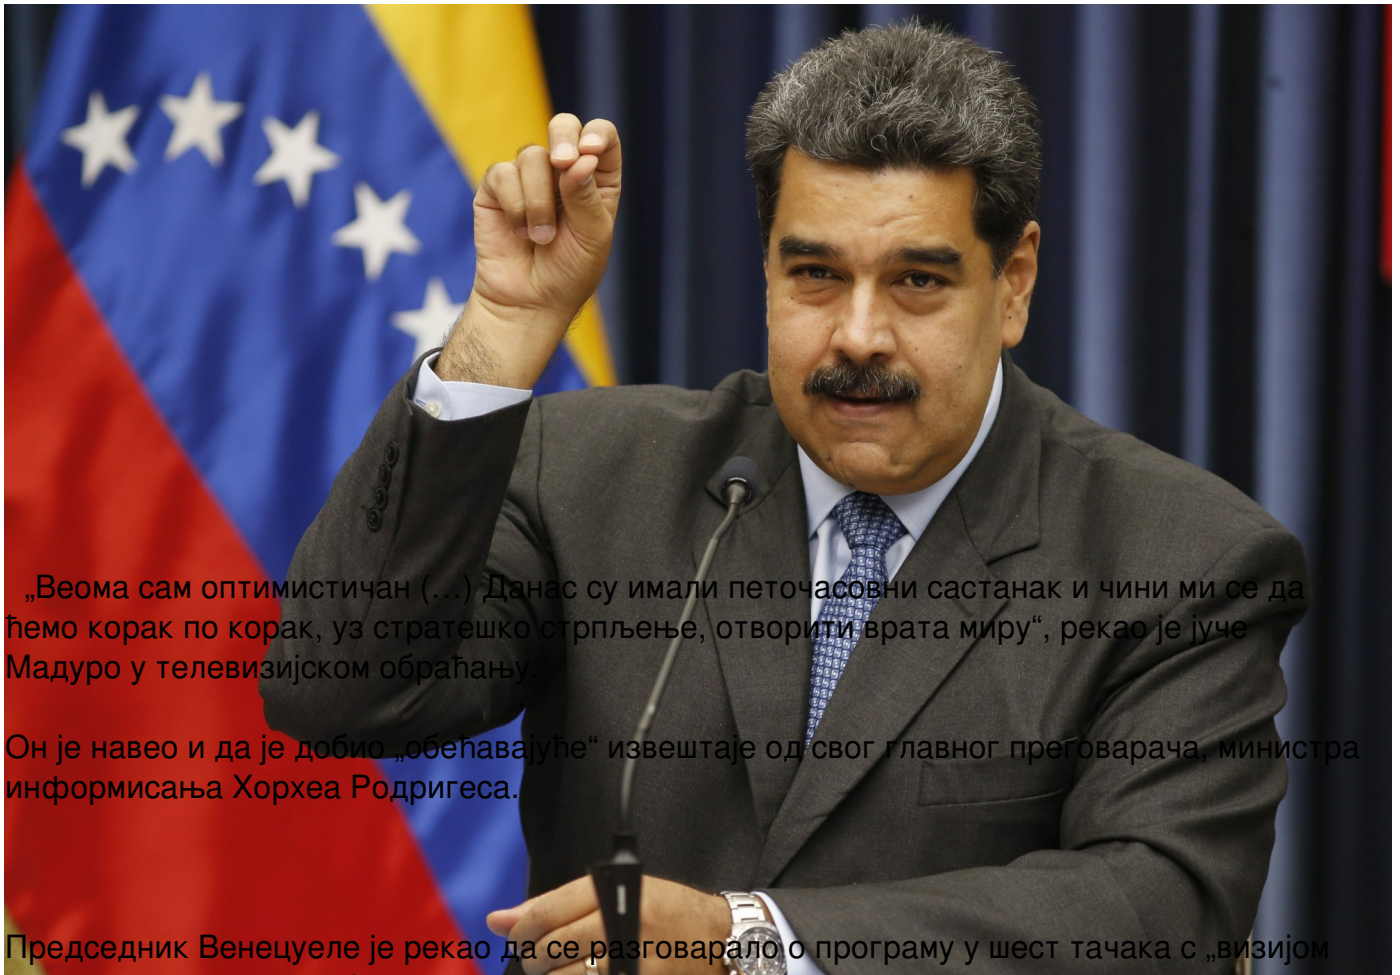 „Веома сам оптимистичан (...) Данас су имали петочасовни састанак и чини ми се да
ћемо корак по корак, уз стратешко стрпљење, отворити врата миру“, рекао је јуче
Мадуро у телевизијском обраћању.
Он је навео и да је добио „обећавајуће“ извештаје од свог главног преговарача, министра
информисања Хорхеа Родригеса.
Председник Венецуеле је рекао да се разговарало о програму у шест тачака с „визијом